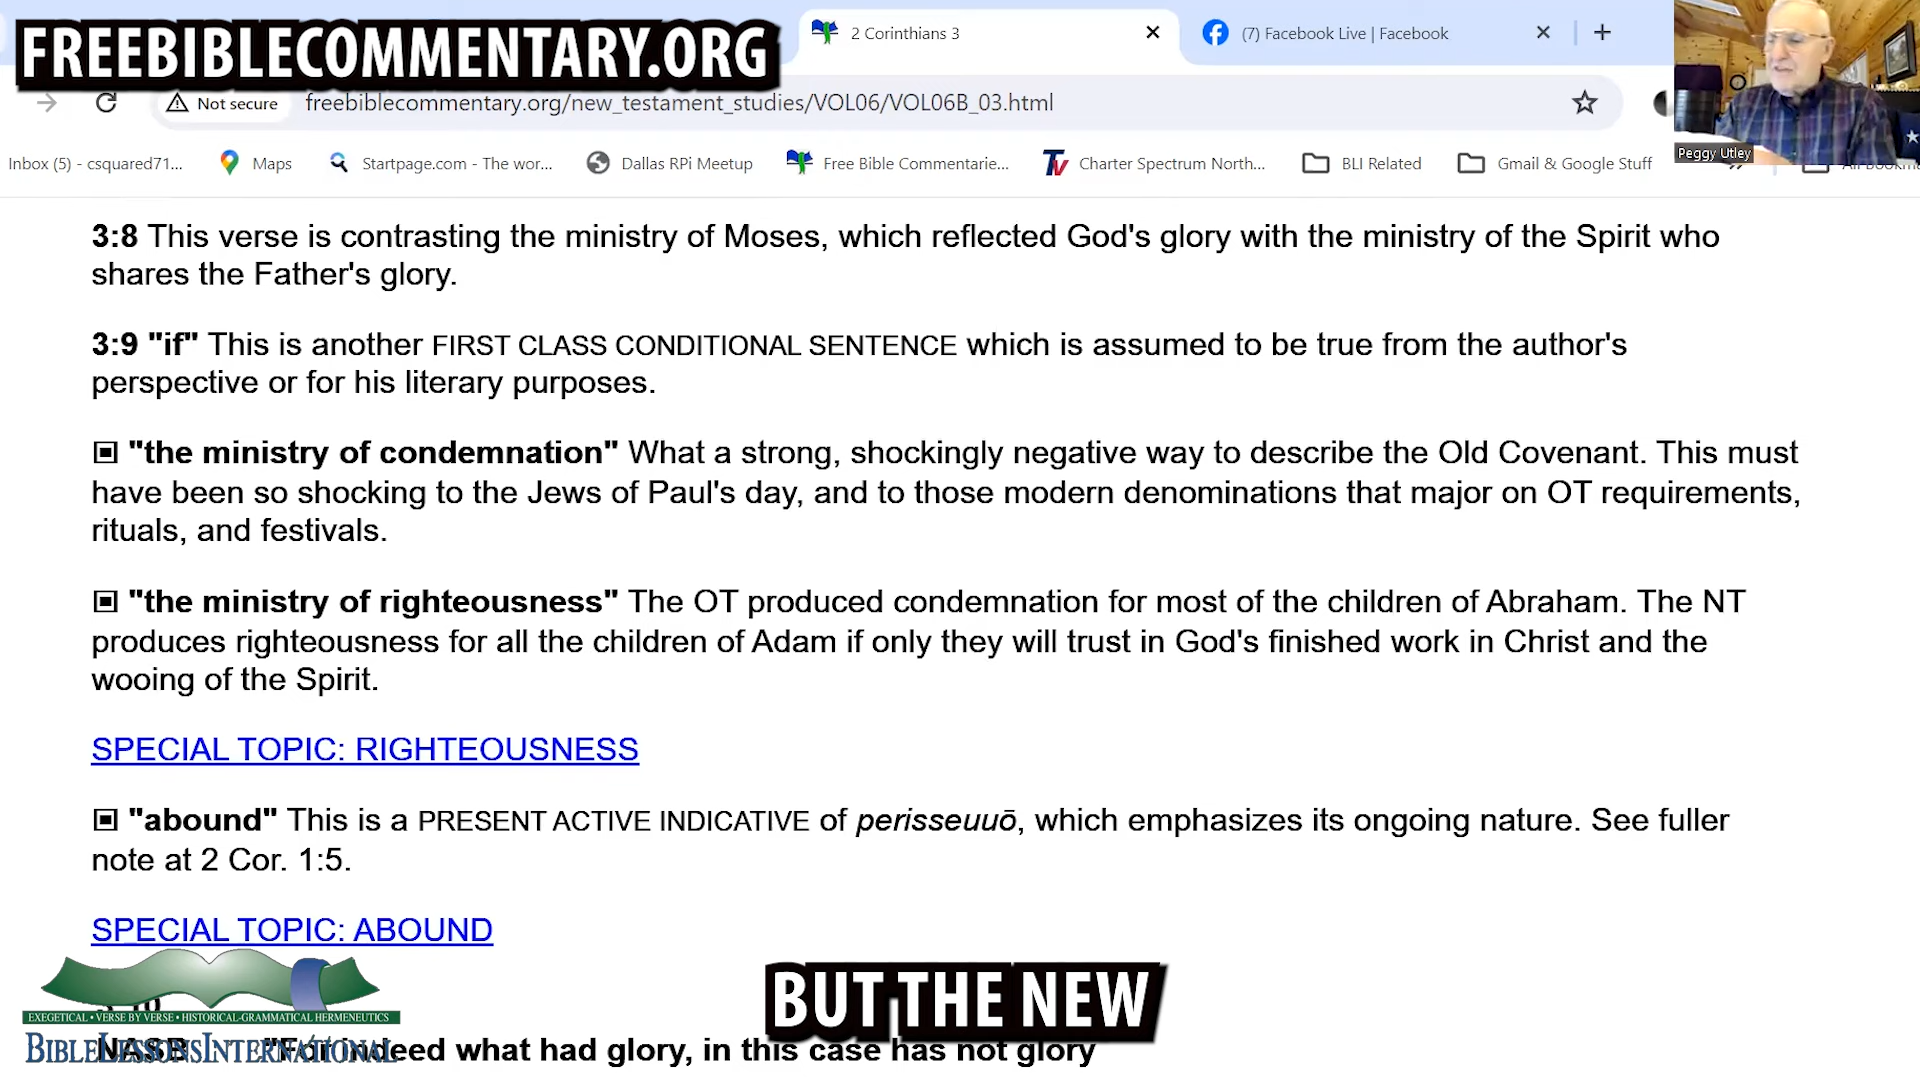 FREEBIBLECOMMENTARY.ORG
2 Corinthians 3
(7) Facebook Live | Facebook
Not secure
freebiblecommentary.org/new_testament_studies/VOL06/VOL06B_03.html
Peggy Utley
Inbox (5) - csquared71...
Maps
Startpage.com - The wor...
Dallas RPi Meetup
Free Bible Commentarie...
Charter Spectrum North...
BLI Related
Gmail & Google Stuff
3:8 This verse is contrasting the ministry of Moses, which reflected God's glory with the ministry of the Spirit who
shares the Father's glory.
3:9 "if" This is another FIRST CLASS CONDITIONAL SENTENCE which is assumed to be true from the author's
perspective or for his literary purposes.
"the ministry of condemnation" What a strong, shockingly negative way to describe the Old Covenant. This must
have been so shocking to the Jews of Paul's day, and to those modern denominations that major on OT requirements,
rituals, and festivals.
"the ministry of righteousness" The OT produced condemnation for most of the children of Abraham. The NT
produces righteousness for all the children of Adam if only they will trust in God's finished work in Christ and the
wooing of the Spirit.
SPECIAL TOPIC: RIGHTEOUSNESS
"abound" This is a PRESENT ACTIVE INDICATIVE of perisseuuō, which emphasizes its ongoing nature. See fuller
note at 2 Cor. 1:5.
SPECIAL TOPIC: ABOUND
EXEGETICAL • VERSE BY VERSE • HISTORICAL-GRAMMATICAL HERMENEUTICS
BIBLELESSONSINTERNATIONAL
BUT THE NEW
NASB "For indeed what had glory, in this case has not glory